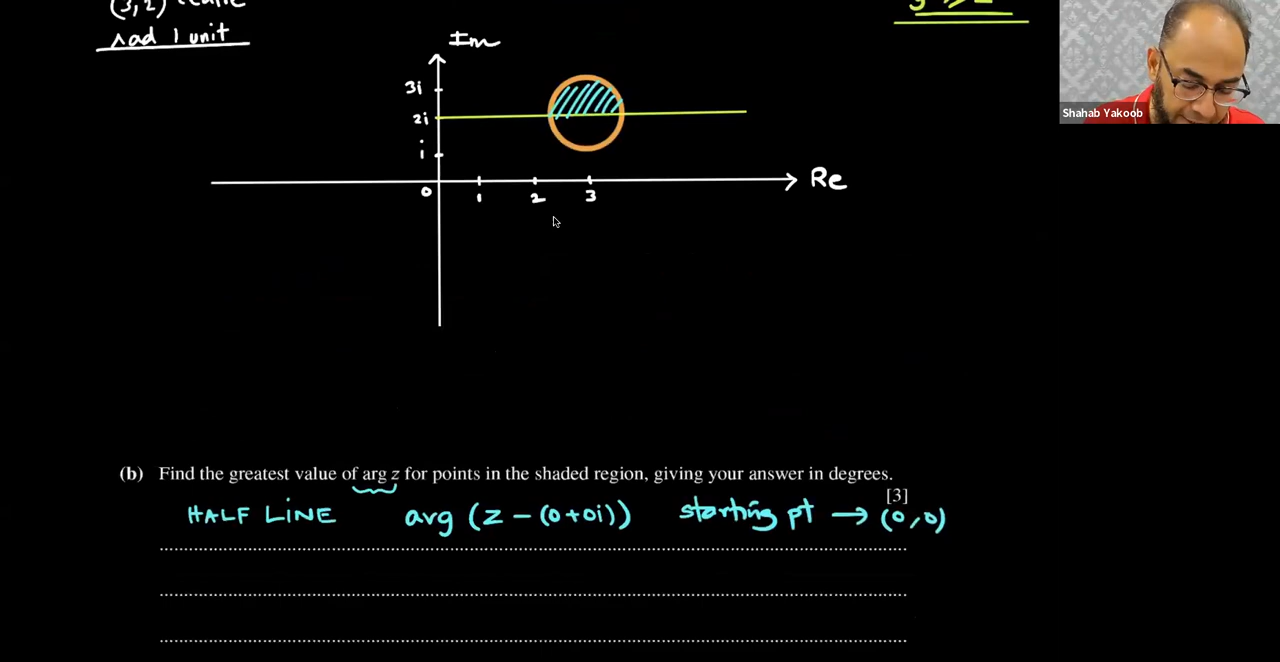 rad 1 unit
Im
3i
2i
i
0 1 2 3
Re
Shahab Yakoob
(b) Find the greatest value of arg z for points in the shaded region, giving your answer in degrees.
[3]
HALF LINE arg (z - (0+0i)) starting pt → (0,0)